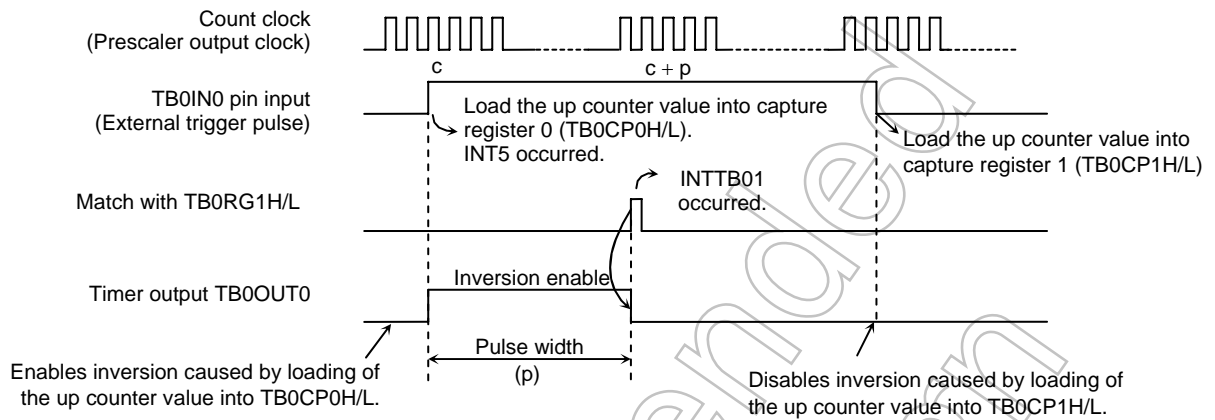 Count clock
(Prescaler output clock)
c
c + p
TB0IN0 pin input
(External trigger pulse)
Load the up counter value into capture
register 0 (TB0CP0H/L).
INT5 occurred.
Load the up counter value into
capture register 1 (TB0CP1H/L)
Match with TB0RG1H/L
INTTB01
occurred.
Timer output TB0OUT0
Inversion enable
Pulse width
(p)
Enables inversion caused by loading of
the up counter value into TB0CP0H/L.
Disables inversion caused by loading of
the up counter value into TB0CP1H/L.